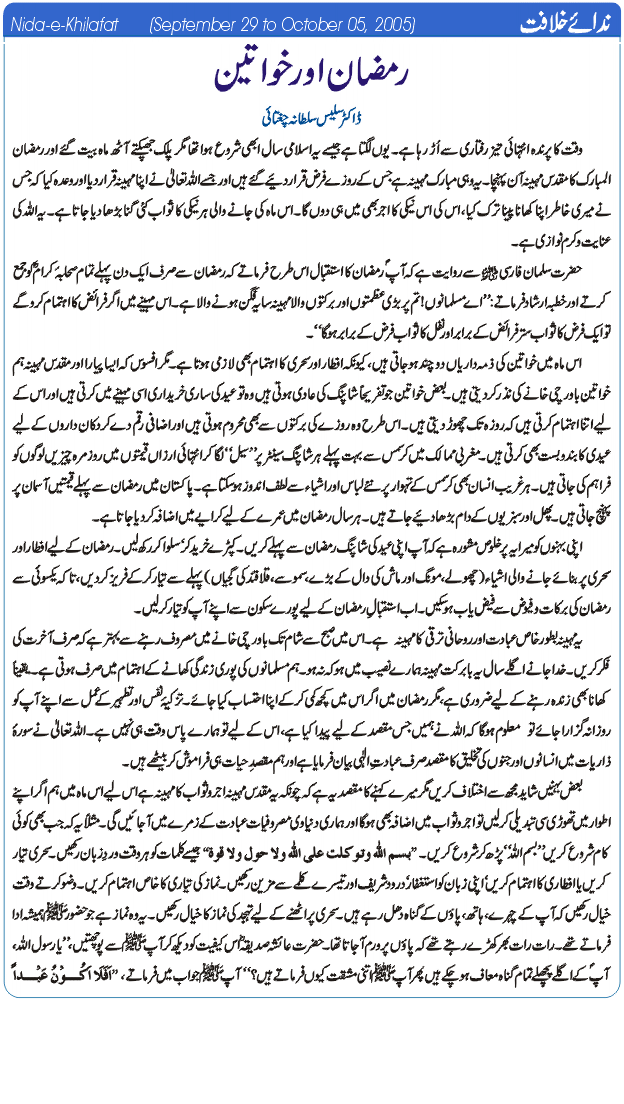 Nida-e-Khilafat (September 29 to October 05, 2005) ندائے خلافت
رمضان اور خواتین
ڈاکٹر سلیس سلطانہ چغتائی
وقت کا پرندہ انتہائی تیز رفتاری سے اُڑ رہا ہے۔ یوں لگتا ہے جیسے یہ اسلامی سال ابھی شروع ہوا تھا مگر پلک جھپکتے آٹھ ماہ بیت گئے اور رمضان
المبارک کا مقدس مہینہ آن پہنچا۔ یہ وہی مبارک مہینہ ہے جس کے روزے فرض قرار دیئے گئے ہیں اور جسے اللہ تعالیٰ نے اپنا مہینہ قرار دیا اور وعدہ کیا کہ جس
نے میری خاطر اپنا کھانا پینا ترک کیا، اس کی اس نیکی کا اجر بھی میں ہی دوں گا۔ اس ماہ کی جانے والی ہر نیکی کا ثواب کئی گنا بڑھا دیا جاتا ہے۔ یہ اللہ کی
عنایت و کرم نوازی ہے۔
حضرت سلمان فارسی ﷺ سے روایت ہے کہ آپؐ رمضان کا استقبال اس طرح فرماتے کہ رمضان سے صرف ایک دن پہلے تمام صحابہ کرامؓ کو جمع
کرتے اور خطبہ ارشاد فرماتے: ’’اے مسلمانوں! تم پر بڑی عظمتوں اور برکتوں والا مہینہ سایہ فگن ہونے والا ہے۔ اس مہینے میں اگر فرائض کا اہتمام کرو گے
تو ایک فرض کا ثواب ستر فرائض کے برابر اور نفل کا ثواب فرض کے برابر ہوگا‘‘۔
اس ماہ میں خواتین کی ذمہ داریاں دو چند ہو جاتی ہیں، کیونکہ افطار اور سحری کا اہتمام بھی لازمی ہوتا ہے۔ مگر افسوس کہ ایسا پیارا اور مقدس مہینہ ہم
خواتین باورچی خانے کی نذر کر دیتی ہیں۔ بعض خواتین جو تفریحاً شاپنگ کی عادی ہوتی ہیں وہ تو عید کی ساری خریداری اسی مہینے میں کرتی ہیں اور اس کے
لیے اتنا اہتمام کرتی ہیں کہ روزہ تک چھوڑ دیتی ہیں۔ اس طرح وہ روزے کی برکتوں سے بھی محروم ہوتی ہیں اور اضافی رقم دے کر دکان داروں کے لیے
عیدی کا بندوبست بھی کرتی ہیں۔ مغربی ممالک میں کرسمس سے بہت پہلے ہر شاپنگ سینٹر پر ’’سیل‘‘ لگا کر انتہائی ارزاں قیمتوں میں روز مرہ چیزیں لوگوں کو
فراہم کی جاتی ہیں۔ ہر غریب انسان بھی کرسمس کے تہوار پر نئے لباس اور اشیاء سے لطف اندوز ہو سکتا ہے۔ پاکستان میں رمضان سے پہلے قیمتیں آسمان پر
پہنچ جاتی ہیں۔ پھل اور سبزیوں کے دام بڑھا دیئے جاتے ہیں۔ ہر سال رمضان میں عمرے کے لیے کرایے میں اضافہ کر دیا جاتا ہے۔
اپنی بہنوں کو میرا یہ پر خلوص مشورہ ہے کہ آپ اپنی عید کی شاپنگ رمضان سے پہلے کریں۔ کپڑے خرید کر سلوا کر رکھ لیں۔ رمضان کے لیے افطار اور
سحری پر بنائے جانے والی اشیاء (چھولے، مونگ اور ماش کی دال کے بڑے، سموسے، قلاقند کی ٹکیاں) پہلے سے تیار کر کے فریز کر دیں، تاکہ یکسوئی سے
رمضان کی برکات و فیوض سے فیض یاب ہو سکیں۔ اب استقبالِ رمضان کے لیے پورے سکون سے اپنے آپ کو تیار کر لیں۔
یہ مہینہ بطور خاص عبادت اور روحانی ترقی کا مہینہ ہے۔ اس میں صبح سے شام تک باورچی خانے میں مصروف رہنے سے بہتر ہے کہ صرف آخرت کی
فکر کریں۔ خدا جانے اگلے سال یہ بابرکت مہینہ ہمارے نصیب میں ہو کہ نہ ہو۔ ہم مسلمانوں کی پوری زندگی کھانے کے اہتمام میں صرف ہوتی ہے۔ یقیناً
کھانا بھی زندہ رہنے کے لیے ضروری ہے، مگر رمضان میں اگر اس میں کچھ کمی کر کے اپنا احتساب کیا جائے۔ تزکیۂ نفس اور تطہیر کے عمل سے اپنے آپ کو
روزانہ گزارا جائے تو معلوم ہوگا کہ اللہ نے ہمیں جس مقصد کے لیے پیدا کیا ہے، اس کے لیے تو ہمارے پاس وقت ہی نہیں ہے۔ اللہ تعالیٰ نے سورۂ
ذاریات میں انسانوں اور جنوں کی تخلیق کا مقصد صرف عبادتِ الٰہی بیان فرمایا ہے اور ہم مقصدِ حیات ہی فراموش کر بیٹھے ہیں۔
بعض بہنیں شاید مجھ سے اختلاف کریں مگر میرے کہنے کا مقصد یہ ہے کہ چونکہ یہ مقدس مہینہ اجر و ثواب کا مہینہ ہے اس لیے اس ماہ میں ہم اگر اپنے
اطوار میں تھوڑی سی تبدیلی کر لیں تو اجر و ثواب میں اضافہ بھی ہوگا اور ہماری دنیاوی مصروفیات عبادت کے زمرے میں آجائیں گی۔ مثلاً یہ کہ جب بھی کوئی
کام شروع کریں ’’بسم اللہ‘‘ پڑھ کر شروع کریں۔ ’’بسم اللہ وتوکلت علی اللہ ولا حول ولا قوۃ‘‘ جیسے کلمات کو ہر وقت ورد زبان رکھیں۔ سحری تیار
کریں یا افطاری کا اہتمام کریں، اپنی زبان کو استغفار، درود شریف اور تیسرے کلمے سے مزین رکھیں۔ نماز کی تیاری کا خاص اہتمام کریں۔ وضو کرتے وقت
خیال رکھیں کہ آپ کے چہرے، ہاتھ، پاؤں کے گناہ دھل رہے ہیں۔ سحری پر اٹھنے کے لیے تہجد کی نماز کا خیال رکھیں۔ یہ وہ نماز ہے جو حضور ﷺ ہمیشہ ادا
فرماتے تھے۔ رات رات بھر کھڑے رہتے تھے کہ پاؤں پر ورم آجاتا تھا۔ حضرت عائشہ صدیقہؓ اس کیفیت کو دیکھ کر آپ ﷺ سے پوچھتیں، ’’یا رسول اللہ،
آپؐ کے اگلے پچھلے تمام گناہ معاف ہو چکے ہیں پھر آپ ﷺ اتنی مشقت کیوں فرماتے ہیں؟‘‘ آپ ﷺ جواب میں فرماتے، ’’اَفَلَا اَکُوْنُ عَبْداً